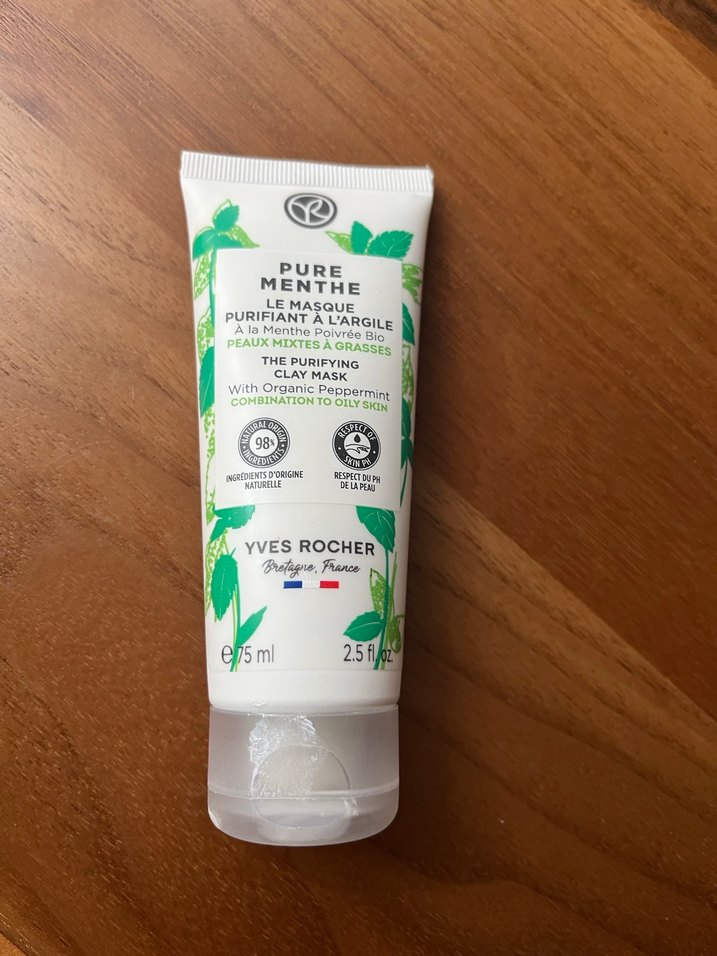 YR
PURE
MENTHE
LE MASQUE
PURIFIANT À L'ARGILE
À la Menthe Poivrée Bio
PEAUX MIXTES À GRASSES
THE PURIFYING
CLAY MASK
With Organic Peppermint
COMBINATION TO OILY SKIN
NATURAL ORIGIN
98%
INGREDIENTS
INGRÉDIENTS D'ORIGINE
NATURELLE
RESPECT OF
SKIN PH
RESPECT DU PH
DE LA PEAU
YVES ROCHER
Bretagne, France
e 75 ml
2.5 fl. oz.